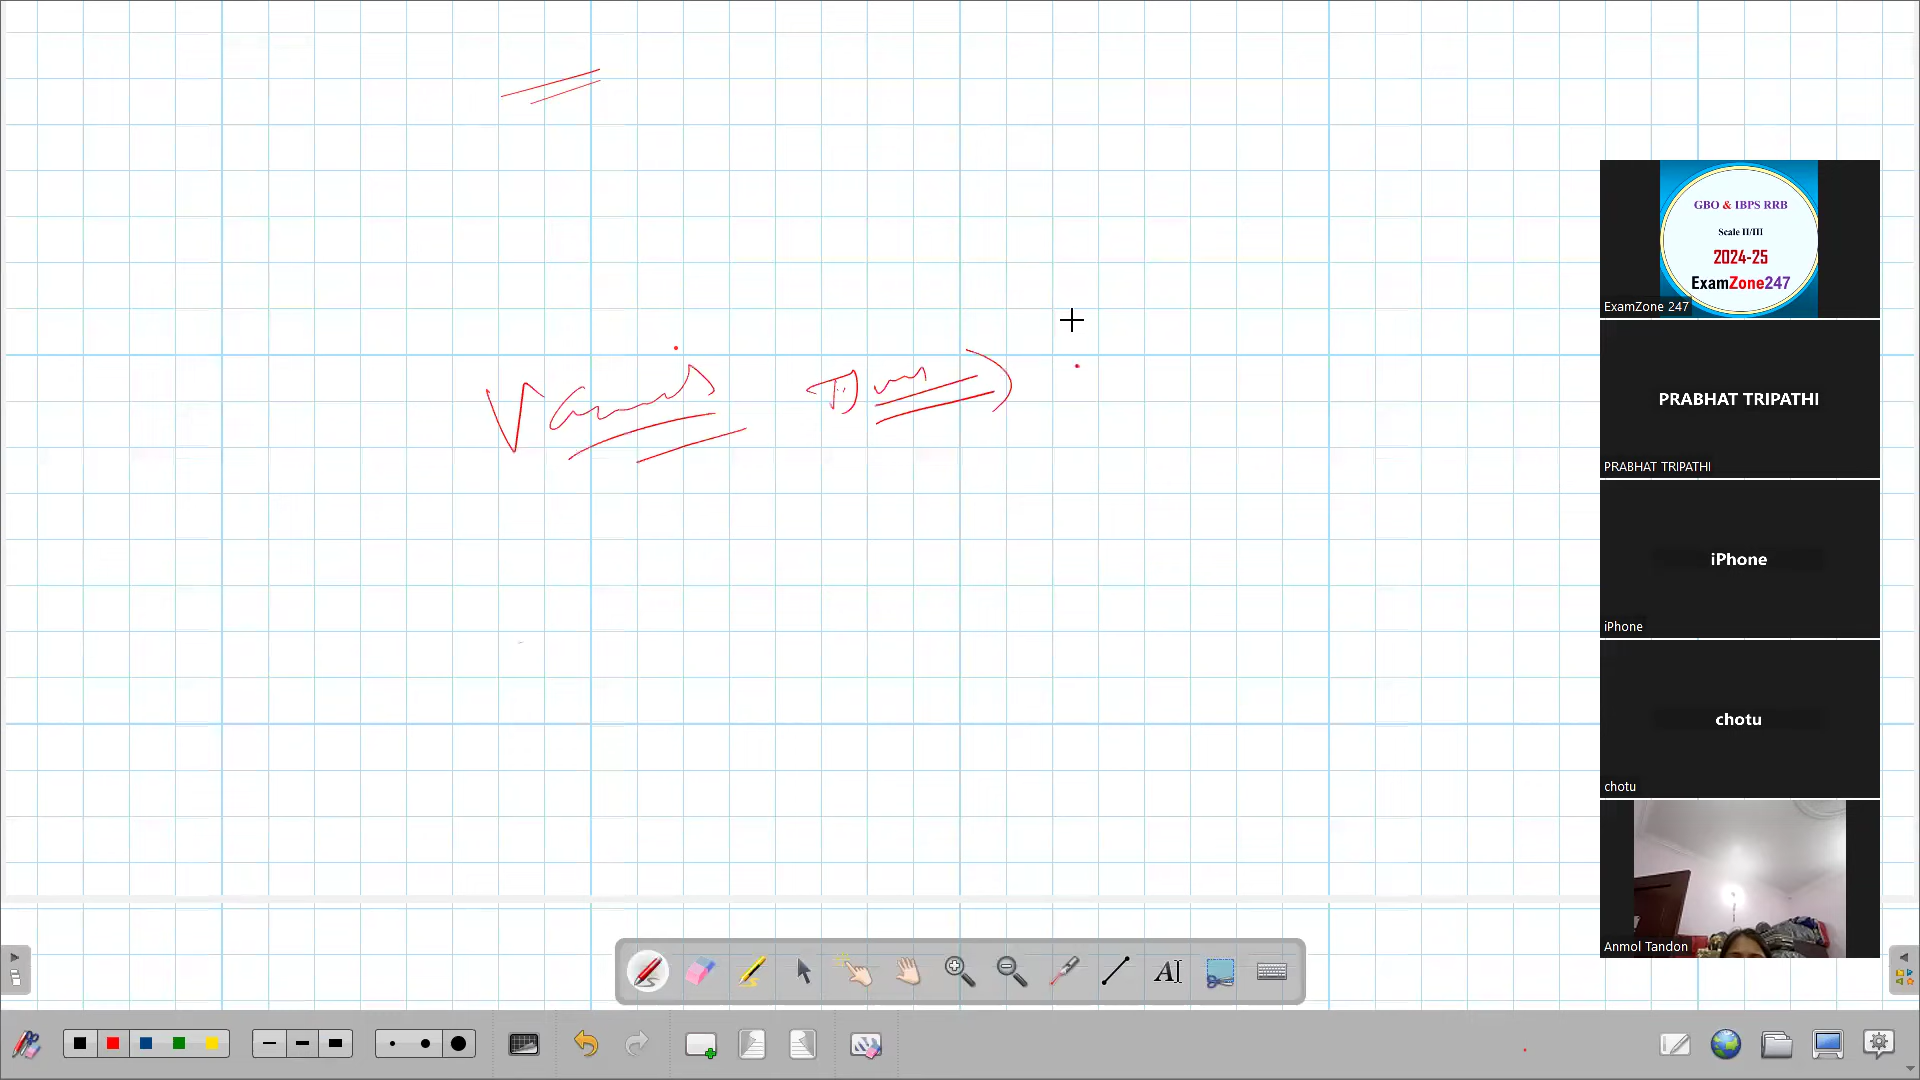 GBO & IBPS RRB
Scale II/III
2024-25
ExamZone247
ExamZone 247
PRABHAT TRIPATHI
PRABHAT TRIPATHI
iPhone
iPhone
chotu
chotu
Anmol Tandon